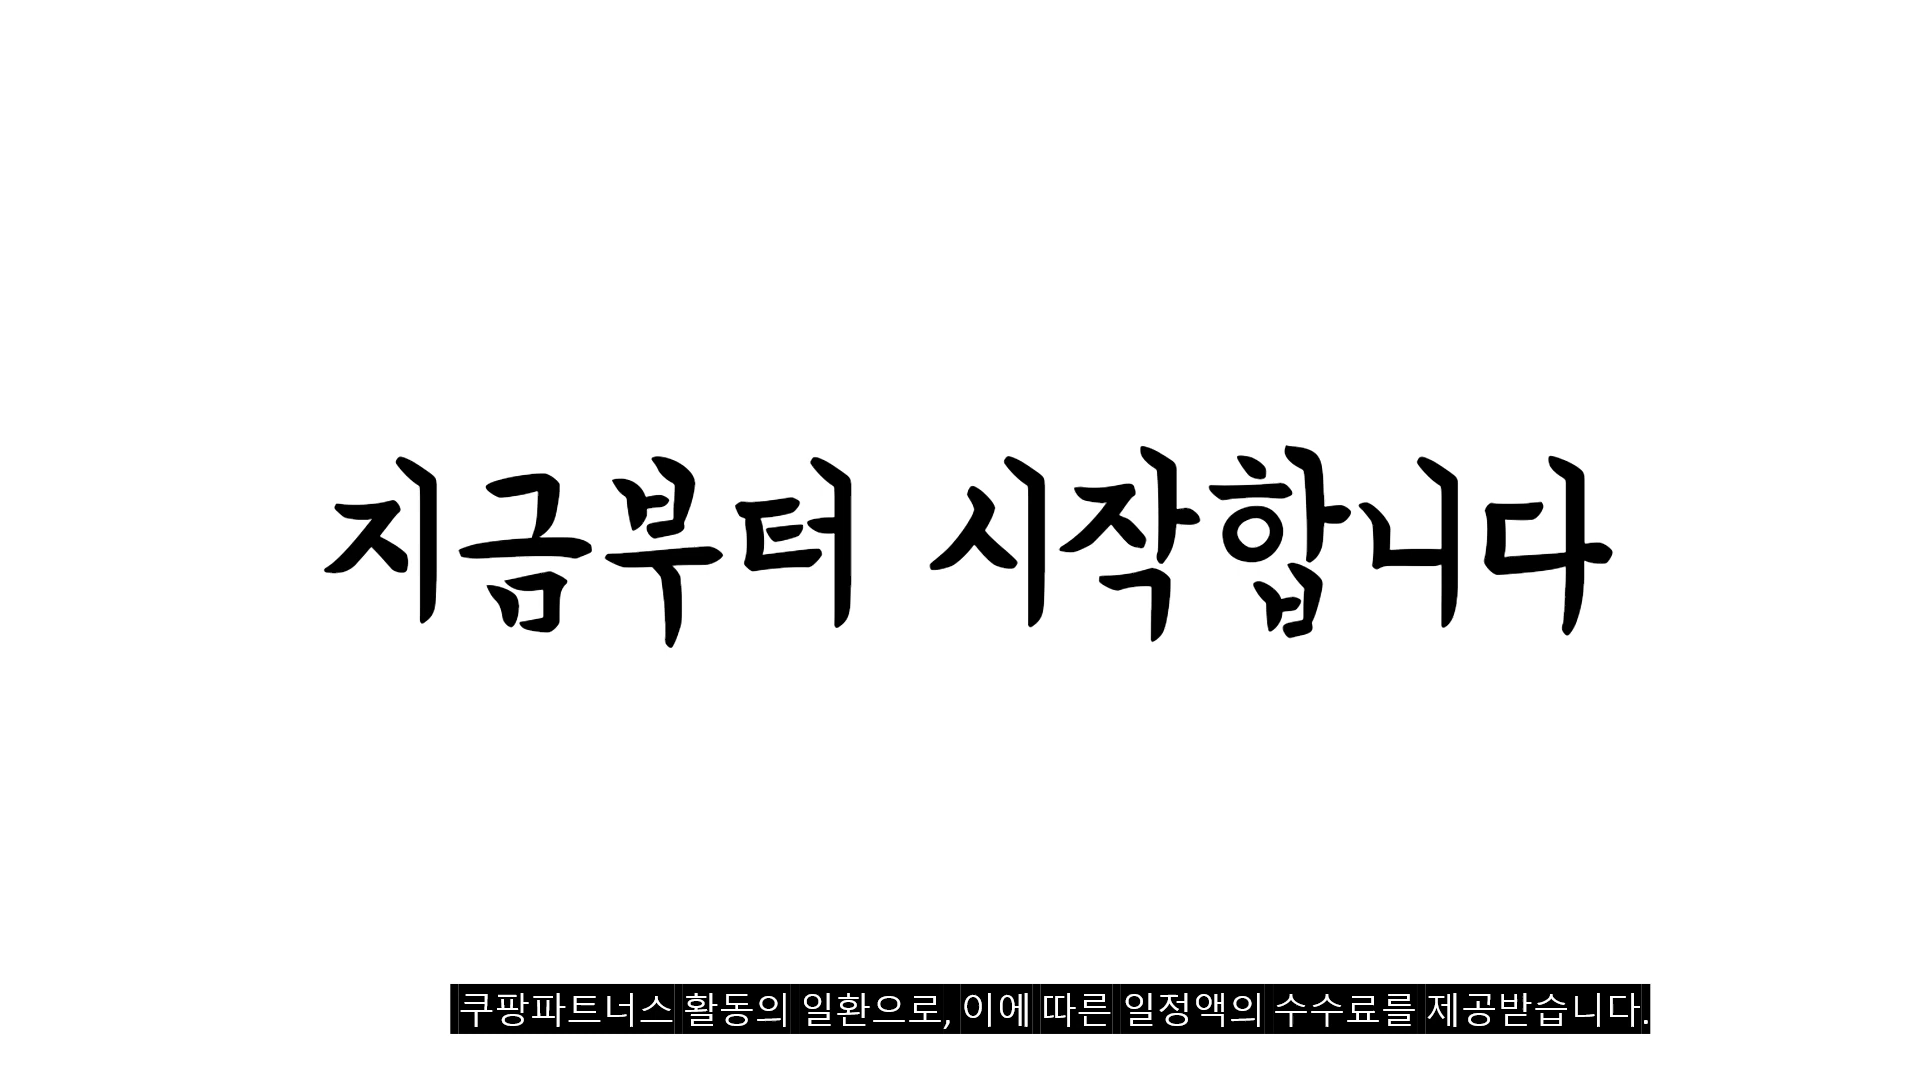 지금부터 시작합니다
쿠팡파트너스 활동의 일환으로, 이에 따른 일정액의 수수료를 제공받습니다.